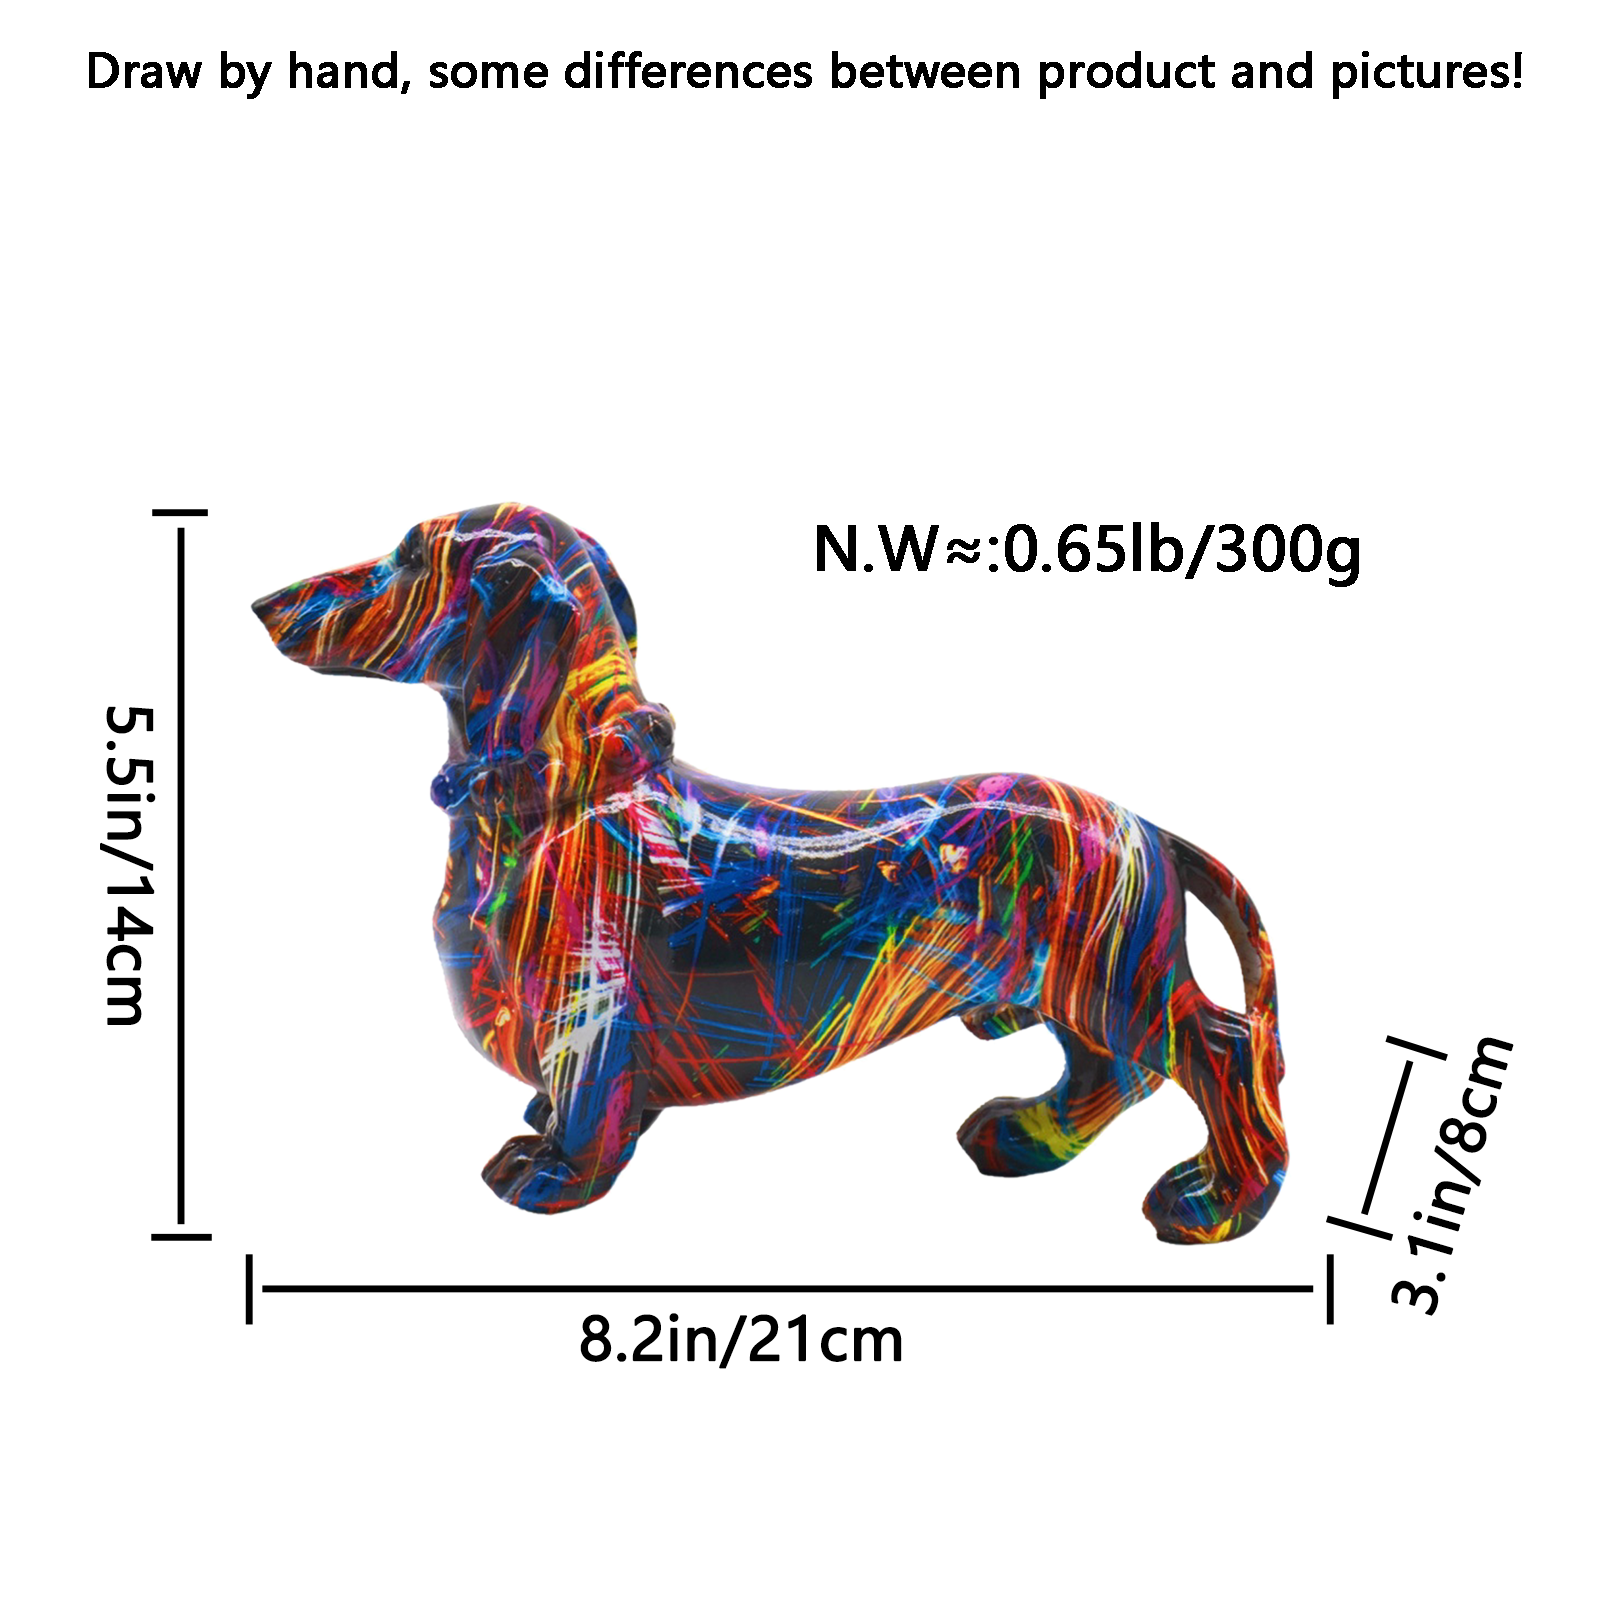 Draw by hand, some differences between product and pictures!
N.W≈:0.65lb/300g
5.5in/14cm
3.1in/8cm
8.2in/21cm